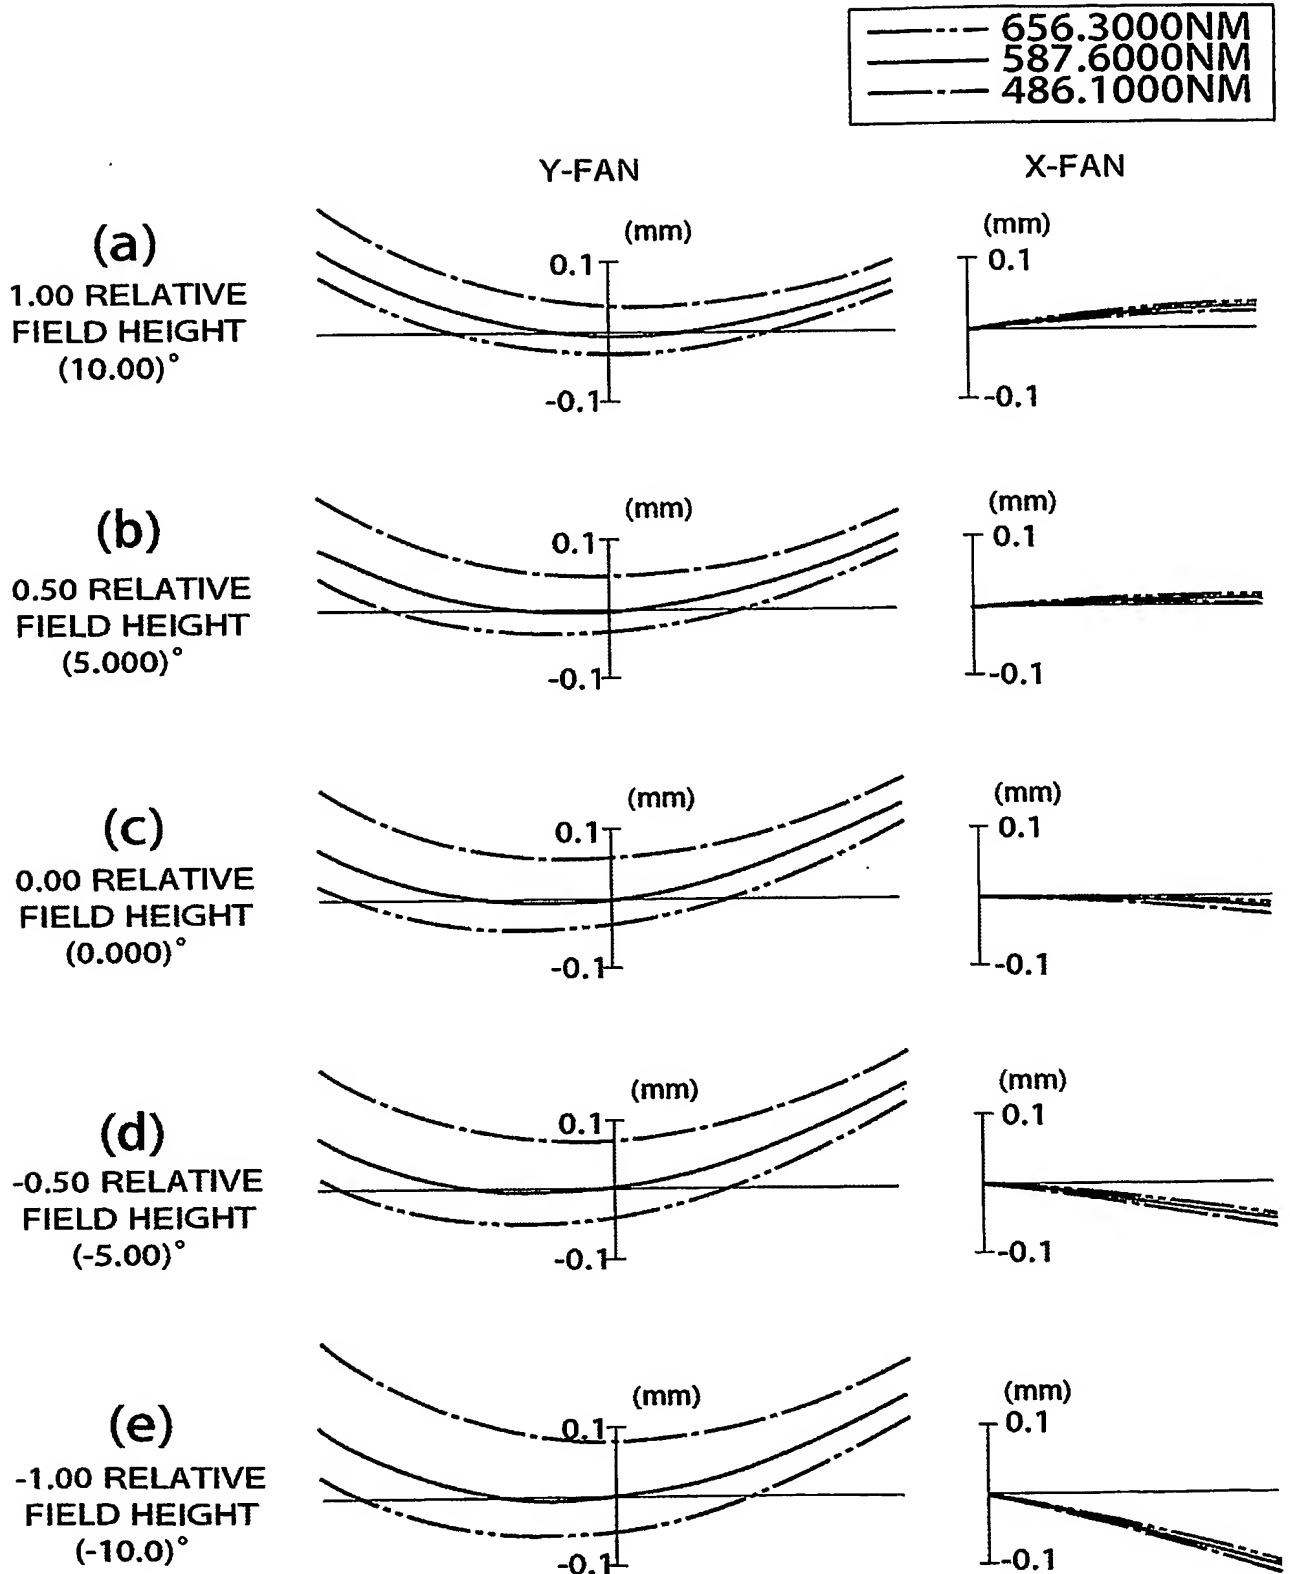 656.3000NM
587.6000NM
486.1000NM
Y-FAN
X-FAN
(a)
1.00 RELATIVE
FIELD HEIGHT
(10.00)°
(mm)
0.1
-0.1
(mm)
0.1
-0.1
(b)
0.50 RELATIVE
FIELD HEIGHT
(5.000)°
(mm)
0.1
-0.1
(mm)
0.1
-0.1
(c)
0.00 RELATIVE
FIELD HEIGHT
(0.000)°
(mm)
0.1
-0.1
(mm)
0.1
-0.1
(d)
-0.50 RELATIVE
FIELD HEIGHT
(-5.00)°
(mm)
0.1
-0.1
(mm)
0.1
-0.1
(e)
-1.00 RELATIVE
FIELD HEIGHT
(-10.0)°
(mm)
0.1
-0.1
(mm)
0.1
-0.1